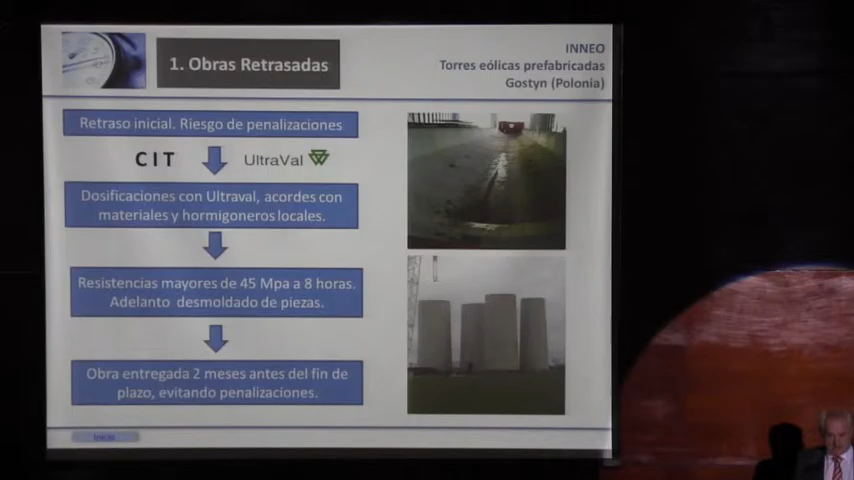 1. Obras Retrasadas
INNEO
Torres eólicas prefabricadas
Gostyn (Polonia)
Retraso inicial. Riesgo de penalizaciones
CIT
UltraVal
Dosificaciones con Ultraval, acordes con
materiales y hormigoneros locales.
Resistencias mayores de 45 Mpa a 8 horas.
Adelanto desmoldado de piezas.
Obra entregada 2 meses antes del fin de
plazo, evitando penalizaciones.
Inicio